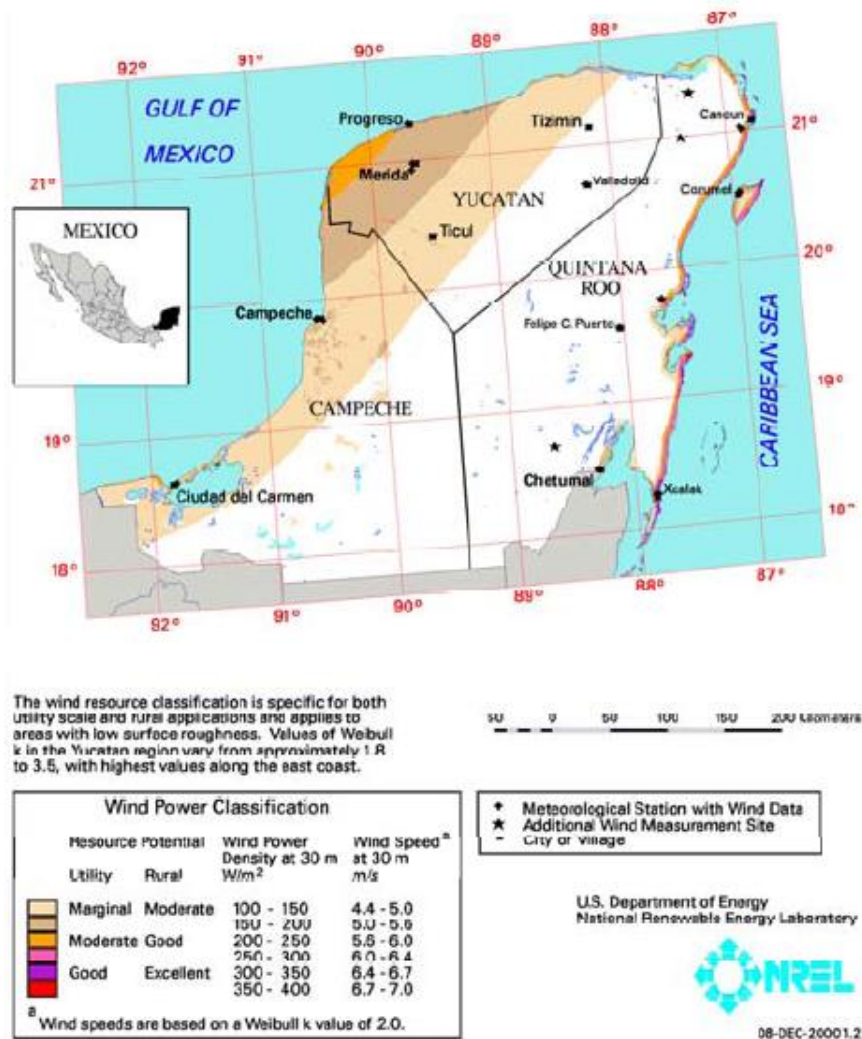 92°
91°
90°
89°
88°
87°
GULF OF
MEXICO
Progreso
Tizimin
Cancun
21°
21°
Merida
Valladolid
YUCATAN
Cozumel
MEXICO
Ticul
20°
QUINTANA
ROO
Campeche
Felipe C. Puerto
CARIBBEAN SEA
CAMPECHE
19°
19°
Chetumal
Xcalak
Ciudad del Carmen
18°
18°
92°
91°
90°
89°
88°
87°
The wind resource classification is specific for both
utility scale and rural applications and applies to
areas with low surface roughness. Values of Weibull
k in the Yucatan region vary from approximately 1.8
to 3.5, with highest values along the east coast.
50 0 50 100 150 200 Kilometers
Wind Power Classification
Resource Potential Wind Power Wind Speed a
Density at 30 m at 30 m
Utility Rural W/m² m/s
Marginal Moderate 100 - 150 4.4 - 5.0
150 - 200 5.0 - 5.6
Moderate Good 200 - 250 5.6 - 6.0
250 - 300 6.0 - 6.4
Good Excellent 300 - 350 6.4 - 6.7
350 - 400 6.7 - 7.0
a Wind speeds are based on a Weibull k value of 2.0.
Meteorological Station with Wind Data
Additional Wind Measurement Site
City or Village
U.S. Department of Energy
National Renewable Energy Laboratory
NREL
08-DEC-20001.2